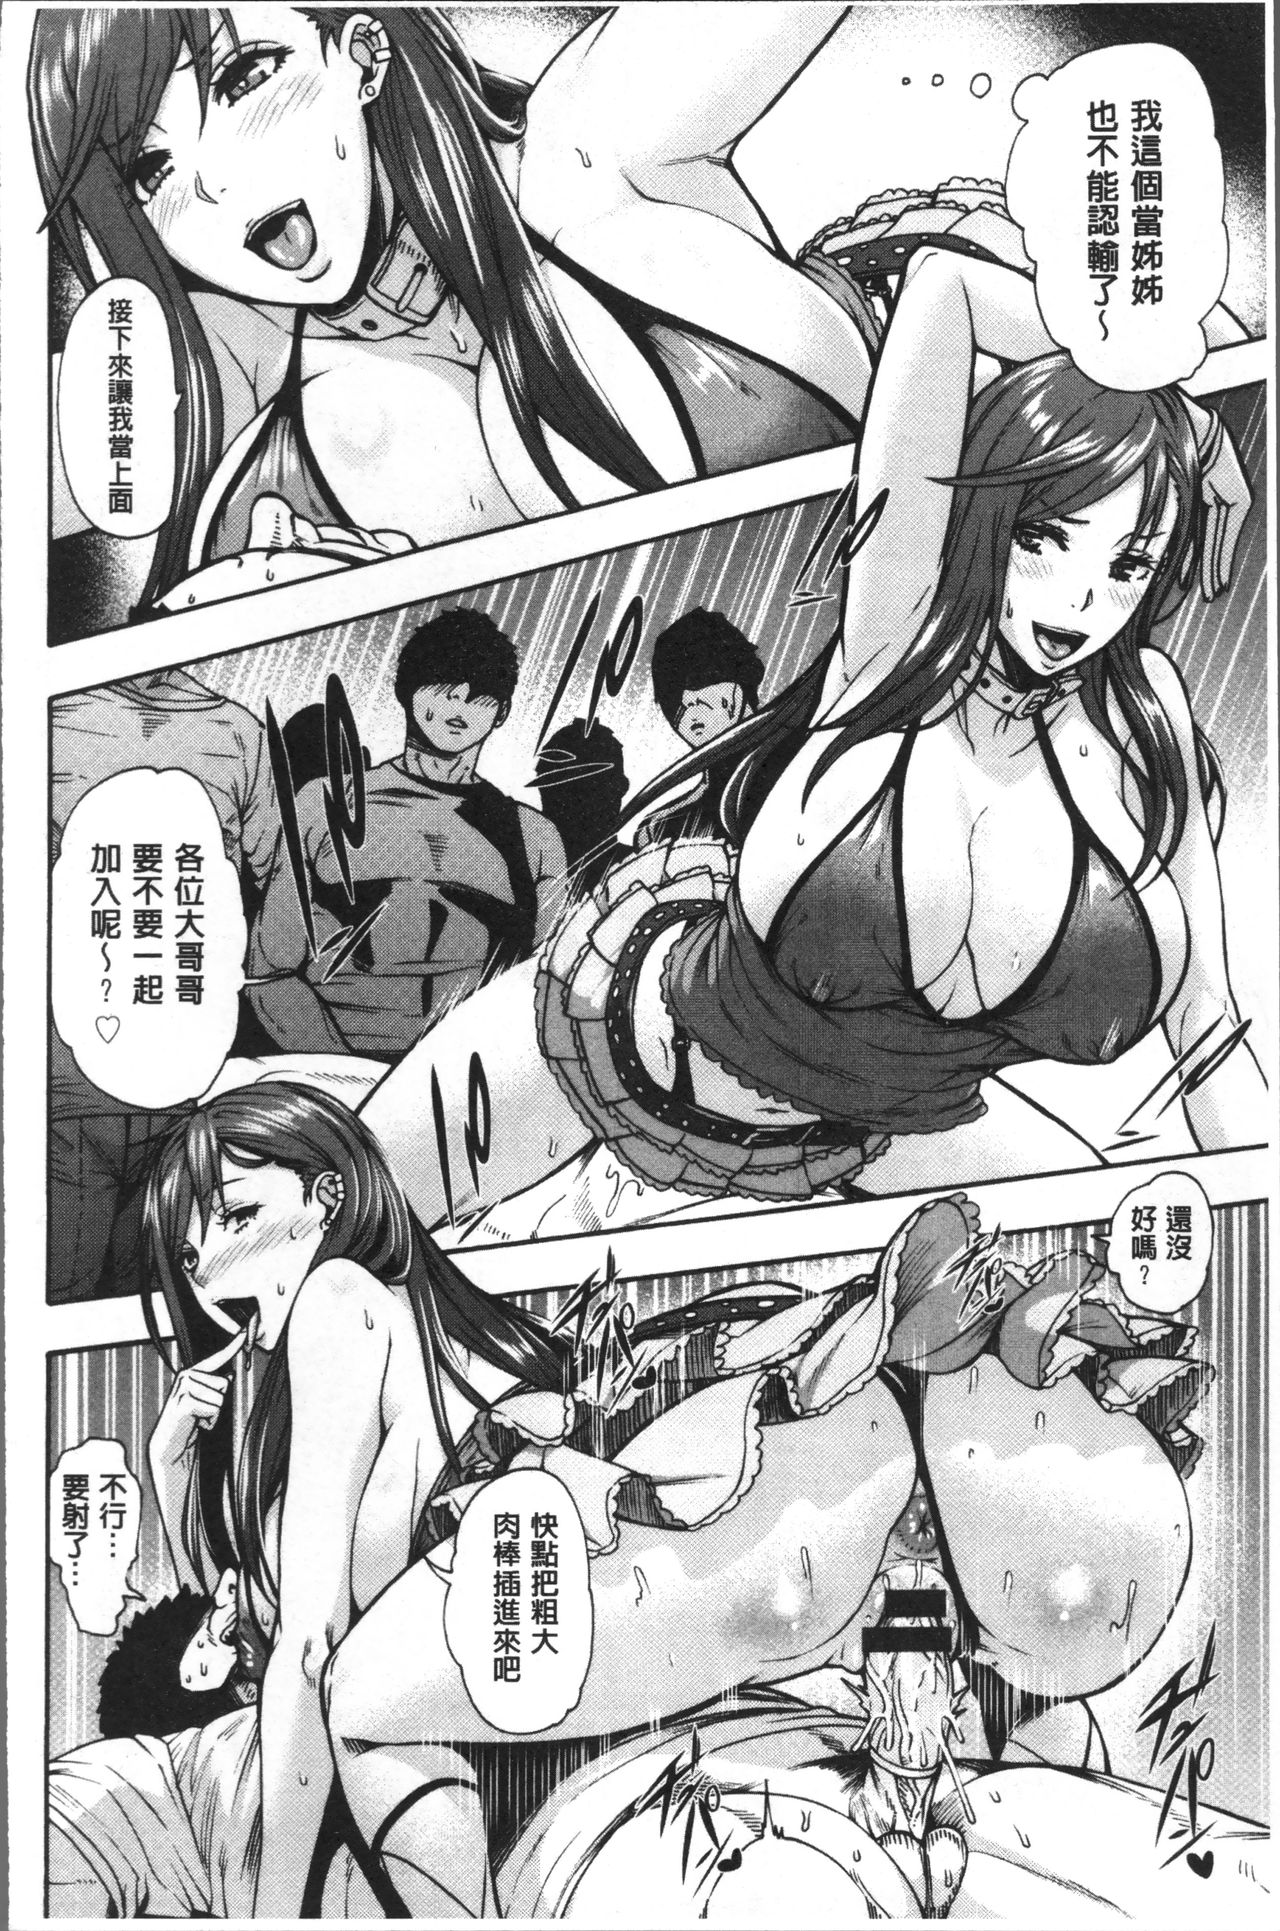 我這個當姊姊
也不能認輸了～
接下來讓我當上面
各位大哥哥
要不要一起
加入呢～？♡
還沒
好嗎？
快點把粗大
肉棒插進來吧
不行…
要射了…